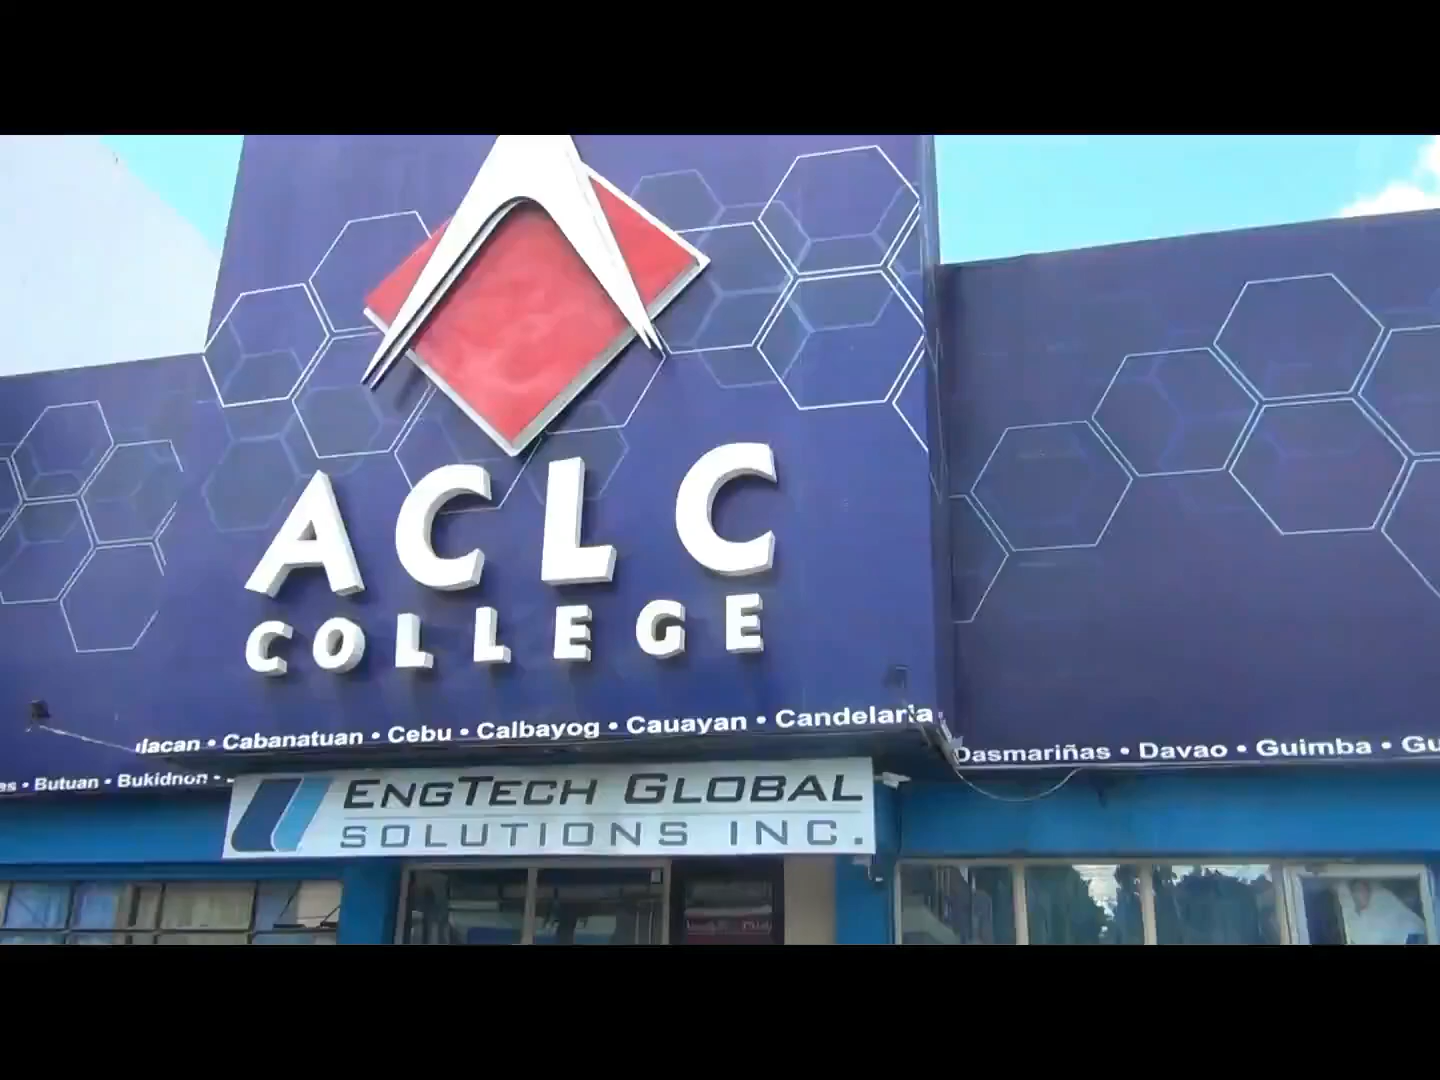 ACLC
COLLEGE
Cabanatuan • Cebu • Calbayog • Cauayan • Candelaria
Butuan • Bukidnon •
Dasmariñas • Davao • Guimba •
ENGTECH GLOBAL
SOLUTIONS INC.